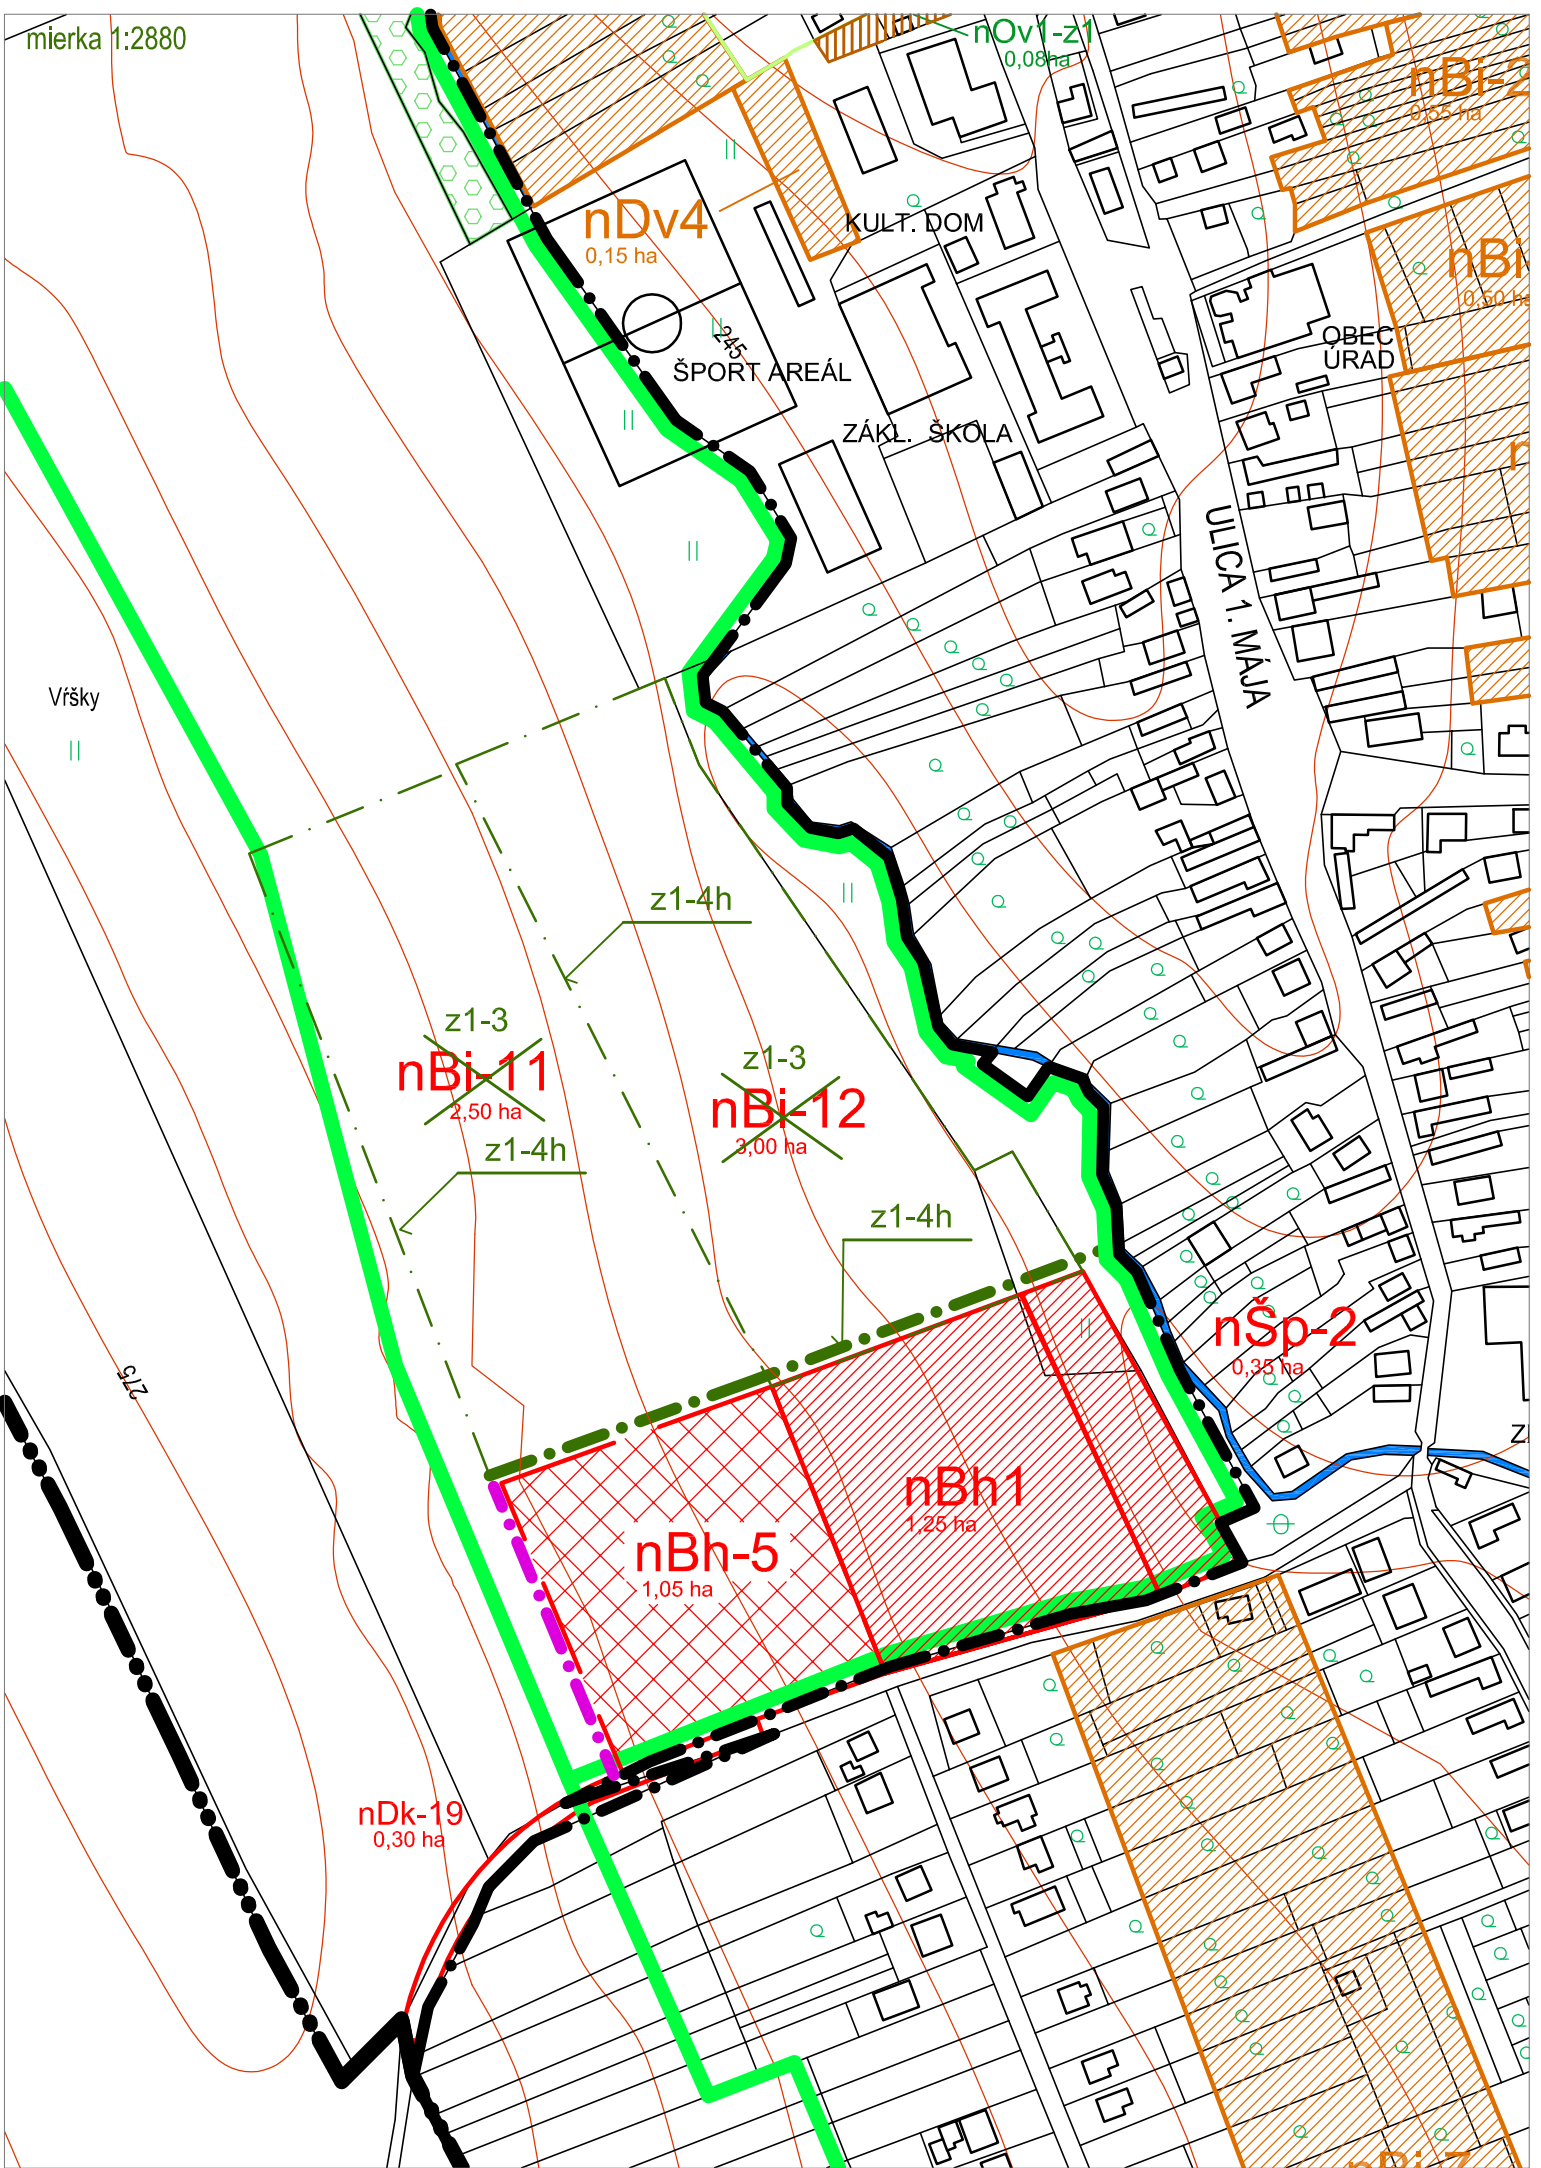 mierka 1:2880
nOv1-z1
0,08ha
nBi-2
0,55 ha
nDv4
0,15 ha
KULT. DOM
nBi-
0,50 ha
OBEC
ÚRAD
245
ŠPORT AREÁL
ZÁKL. ŠKOLA
ULICA 1. MÁJA
Vŕšky
z1-4h
z1-3
nBi-11
2,50 ha
z1-3
nBi-12
3,00 ha
z1-4h
z1-4h
nŠp-2
0,35 ha
275
nBh1
1,25 ha
nBh-5
1,05 ha
nDk-19
0,30 ha
nBi-7